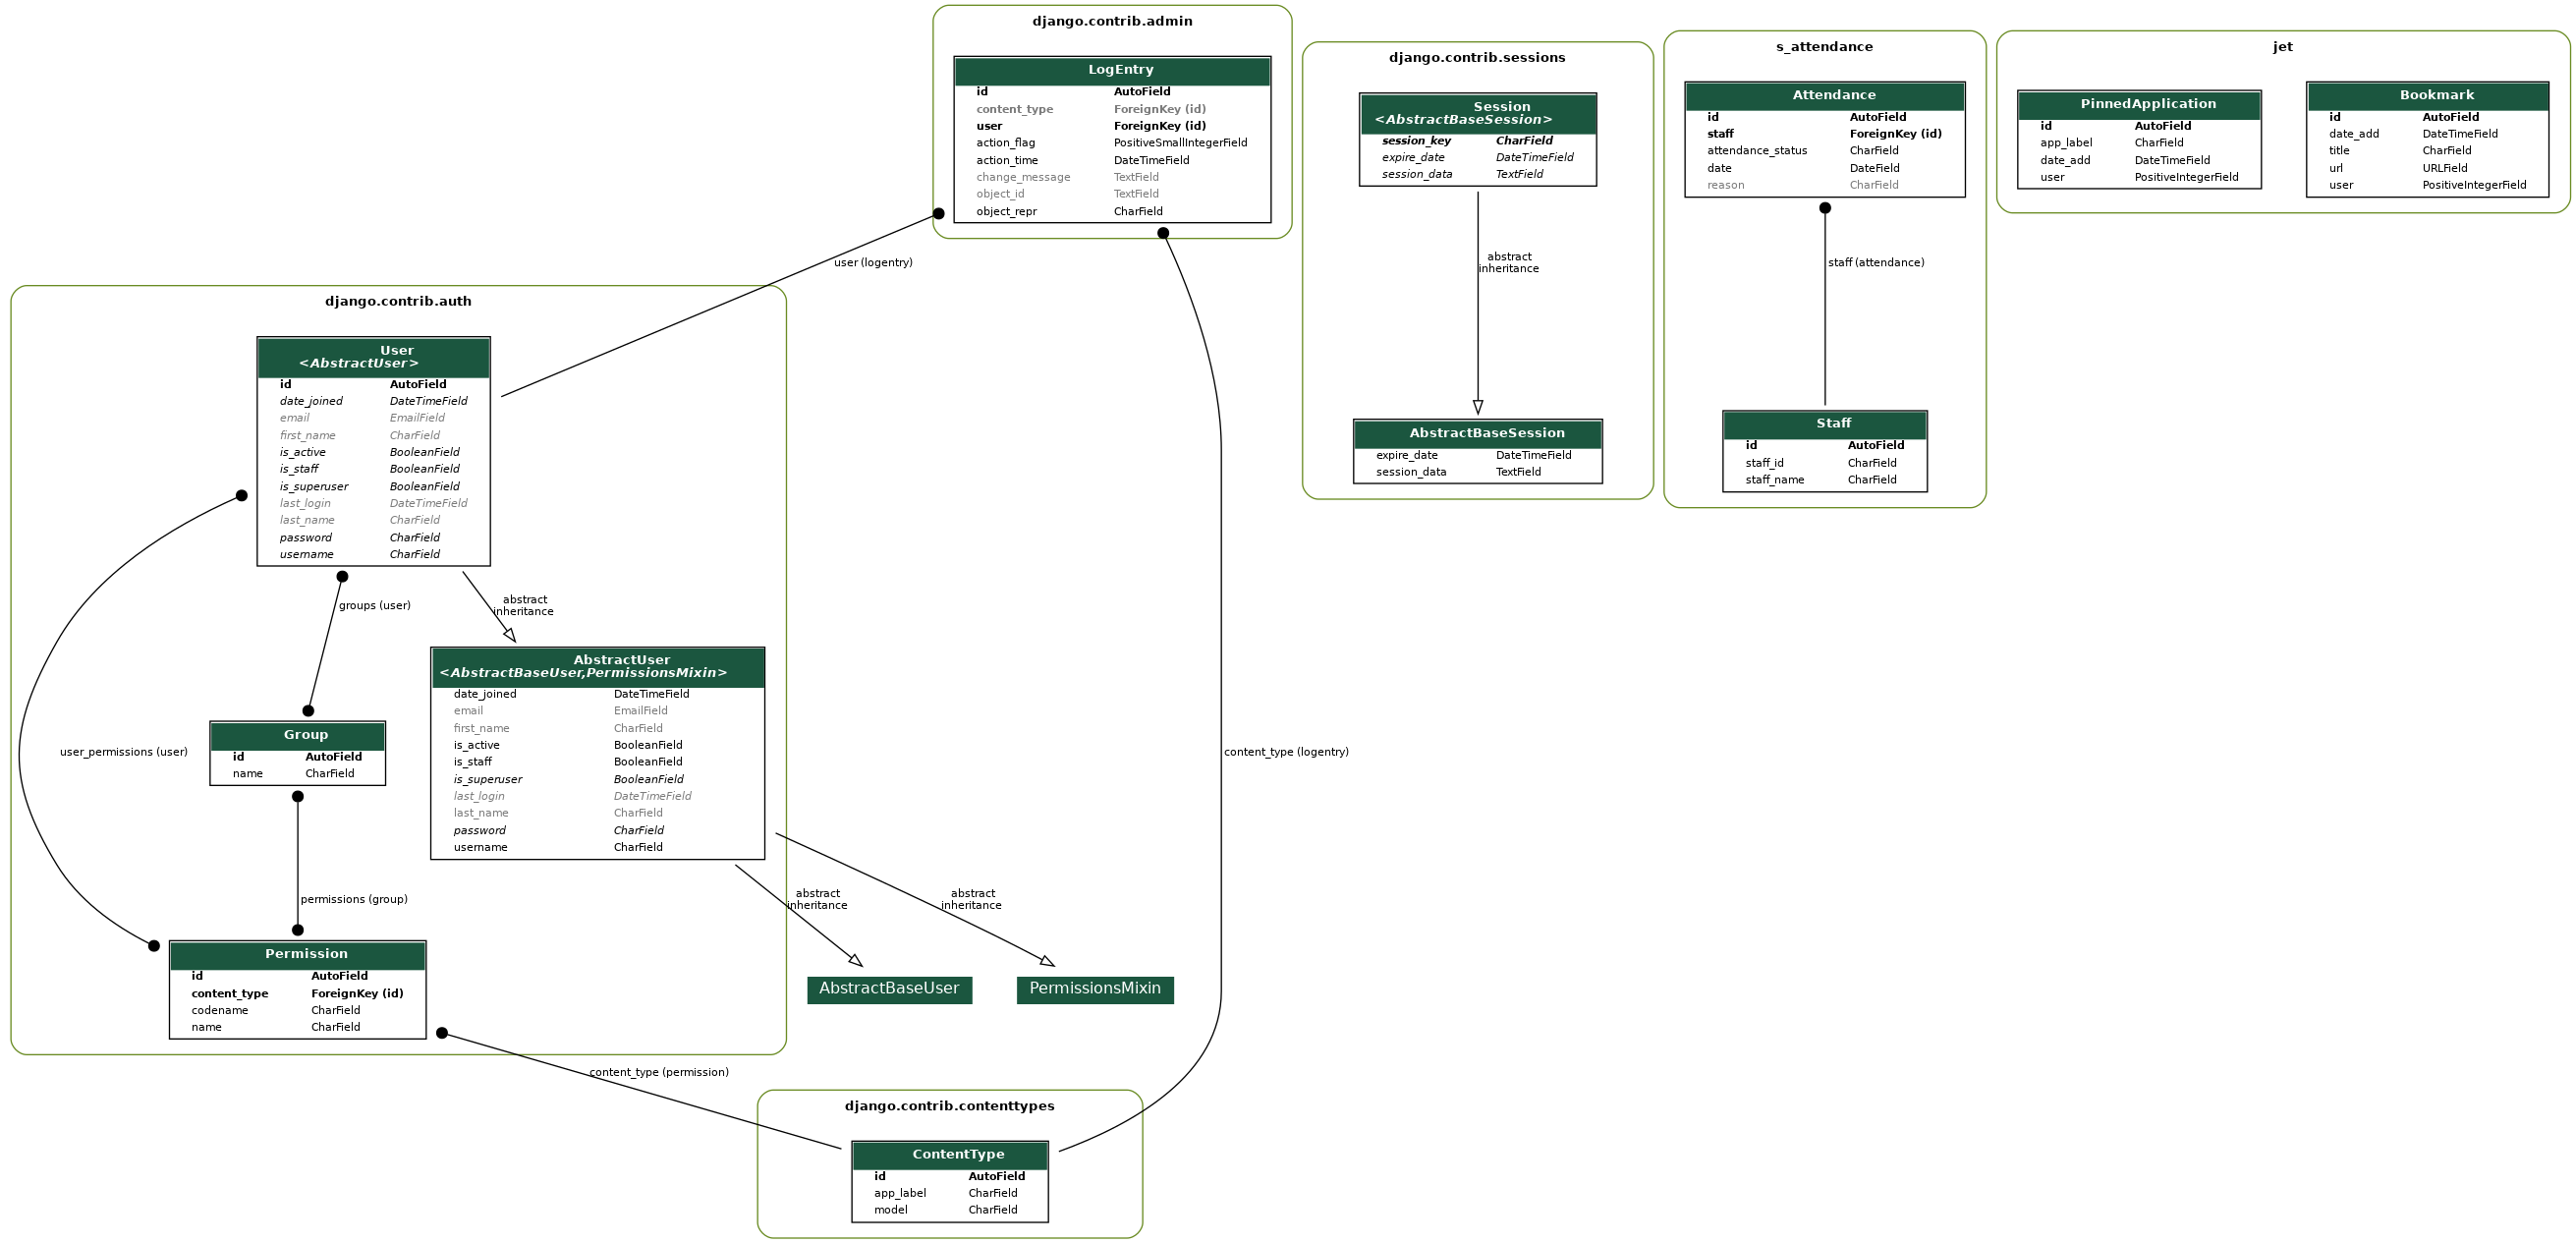 django.contrib.admin
LogEntry
id AutoField
content_type ForeignKey (id)
user ForeignKey (id)
action_flag PositiveSmallIntegerField
action_time DateTimeField
change_message TextField
object_id TextField
object_repr CharField
django.contrib.sessions
Session
<AbstractBaseSession>
session_key CharField
expire_date DateTimeField
session_data TextField
abstract
inheritance
AbstractBaseSession
expire_date DateTimeField
session_data TextField
s_attendance
Attendance
id AutoField
staff ForeignKey (id)
attendance_status CharField
date DateField
reason CharField
staff (attendance)
Staff
id AutoField
staff_id CharField
staff_name CharField
jet
PinnedApplication
id AutoField
app_label CharField
date_add DateTimeField
user PositiveIntegerField
Bookmark
id AutoField
date_add DateTimeField
title CharField
url URLField
user PositiveIntegerField
user (logentry)
django.contrib.auth
User
<AbstractUser>
id AutoField
date_joined DateTimeField
email EmailField
first_name CharField
is_active BooleanField
is_staff BooleanField
is_superuser BooleanField
last_login DateTimeField
last_name CharField
password CharField
username CharField
groups (user)
abstract
inheritance
AbstractUser
<AbstractBaseUser,PermissionsMixin>
date_joined DateTimeField
email EmailField
first_name CharField
is_active BooleanField
is_staff BooleanField
is_superuser BooleanField
last_login DateTimeField
last_name CharField
password CharField
username CharField
user_permissions (user)
Group
id AutoField
name CharField
permissions (group)
Permission
id AutoField
content_type ForeignKey (id)
codename CharField
name CharField
abstract
inheritance
abstract
inheritance
AbstractBaseUser
PermissionsMixin
content_type (logentry)
content_type (permission)
django.contrib.contenttypes
ContentType
id AutoField
app_label CharField
model CharField